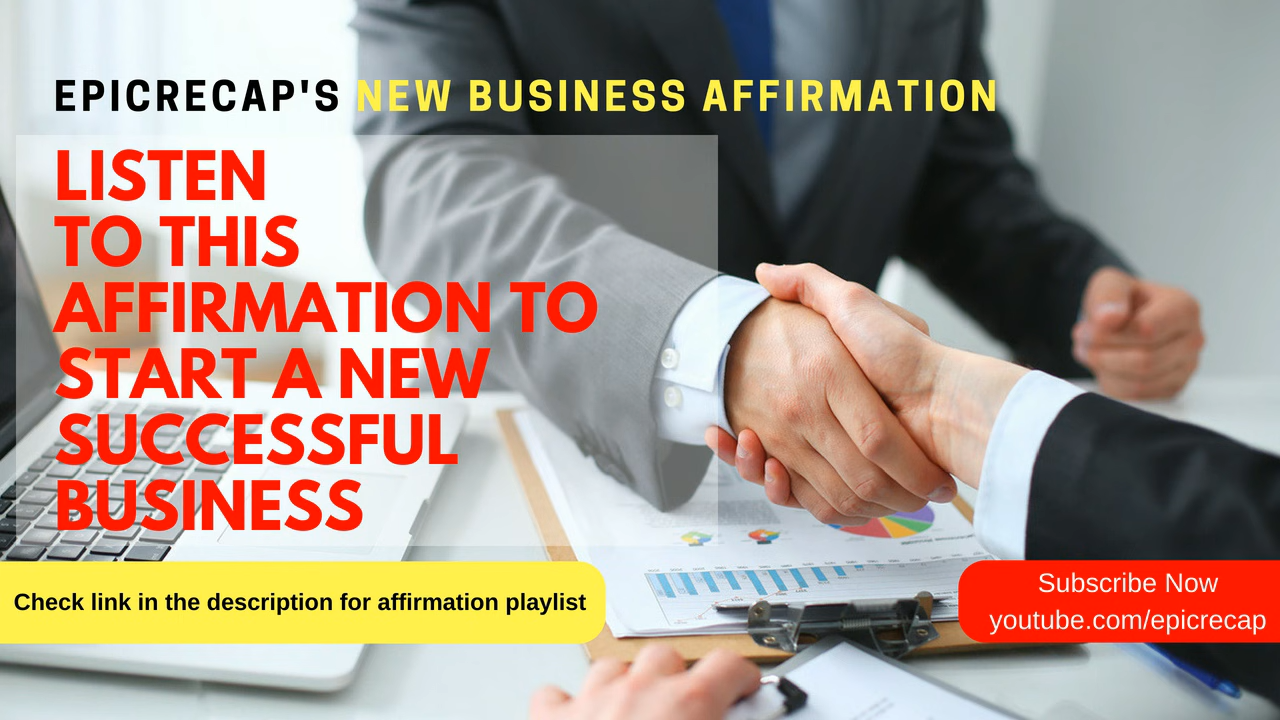 EPICRECAP'S NEW BUSINESS AFFIRMATION
LISTEN
TO THIS
AFFIRMATION TO
START A NEW
SUCCESSFUL
BUSINESS
Check link in the description for affirmation playlist
Subscribe Now
youtube.com/epicrecap